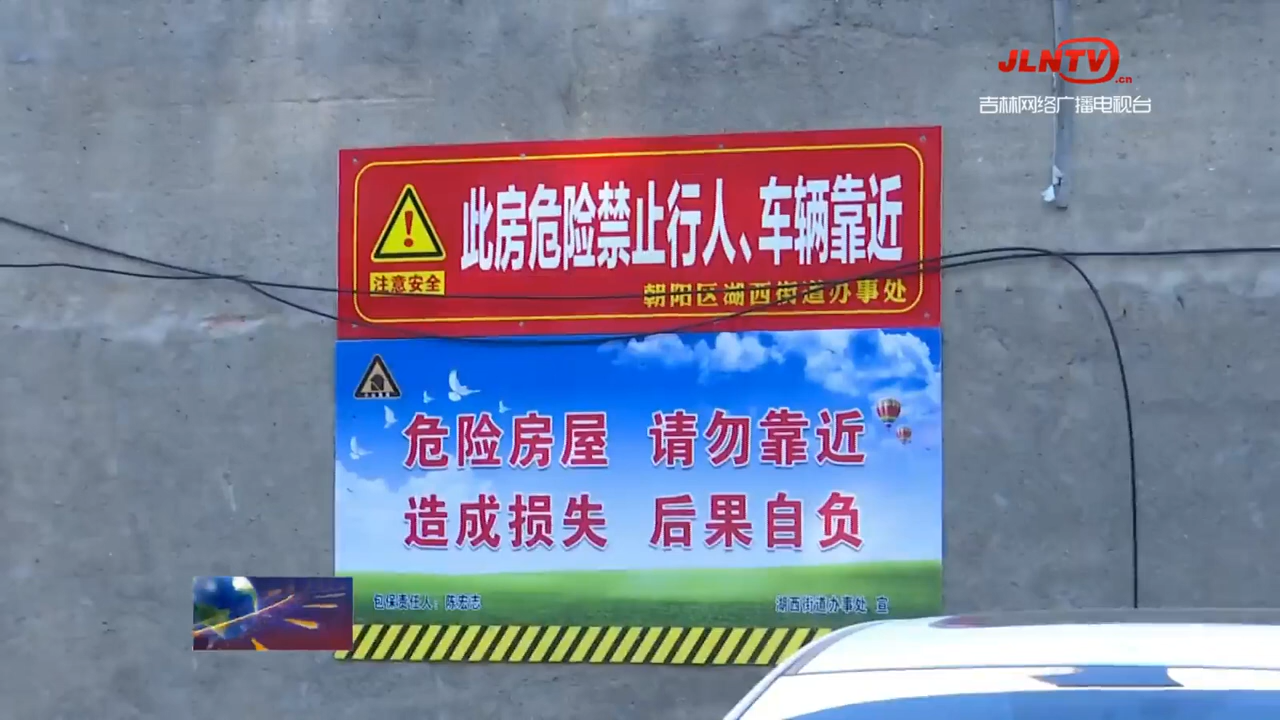 JLNTV.cn
吉林网络广播电视台
此房危险禁止行人、车辆靠近
注意安全
朝阳区湖西街道办事处
危险房屋 请勿靠近
造成损失 后果自负
包保责任人：陈宏志
湖西街道办事处 宣